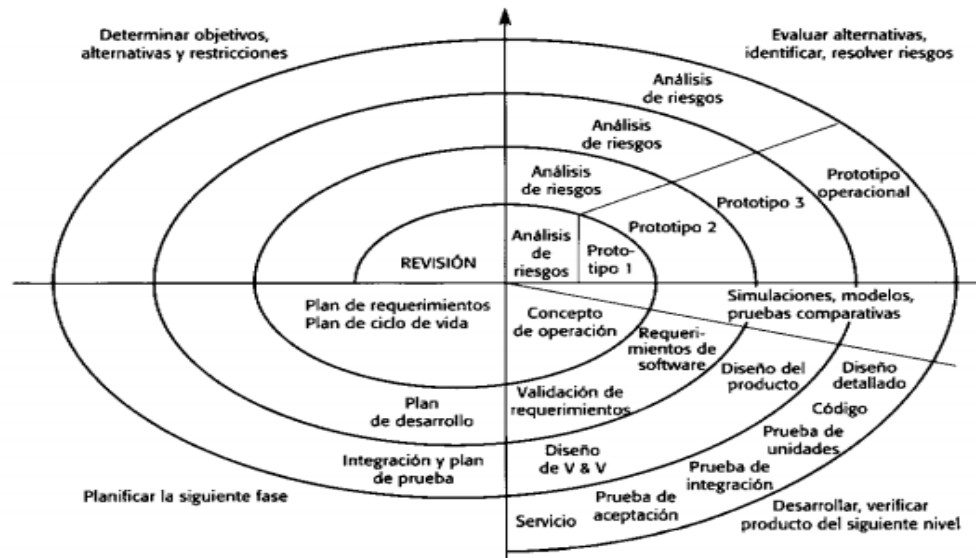 Determinar objetivos,
alternativas y restricciones
Evaluar alternativas,
identificar, resolver riesgos
Análisis
de riesgos
Análisis
de riesgos
Análisis
de riesgos
Análisis
de
riesgos
Proto-
tipo 1
Prototipo 2
Prototipo 3
Prototipo
operacional
REVISIÓN
Plan de requerimientos
Plan de ciclo de vida
Concepto
de operación
Simulaciones, modelos,
pruebas comparativas
Requeri-
mientos de
software
Diseño del
producto
Diseño
detallado
Plan
de desarrollo
Validación de
requerimientos
Código
Prueba de
unidades
Integración y plan
de prueba
Diseño
de V & V
Prueba de
integración
Prueba de
aceptación
Servicio
Planificar la siguiente fase
Desarrollar, verificar
producto del siguiente nivel